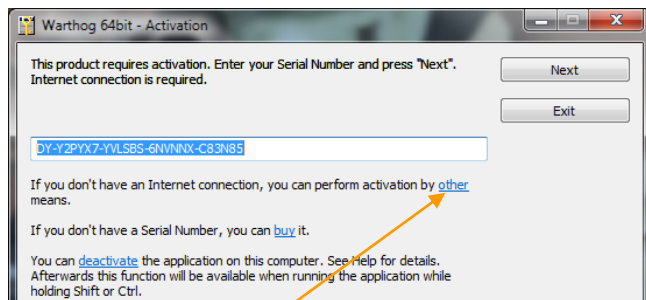 Warthog 64bit - Activation
This product requires activation. Enter your Serial Number and press "Next".
Internet connection is required.
Next
Exit
DY-Y2PYX7-YVLSBS-6NVNNX-C83N85
If you don't have an Internet connection, you can perform activation by other
means.
If you don't have a Serial Number, you can buy it.
You can deactivate the application on this computer. See Help for details.
Afterwards this function will be available when running the application while
holding Shift or Ctrl.